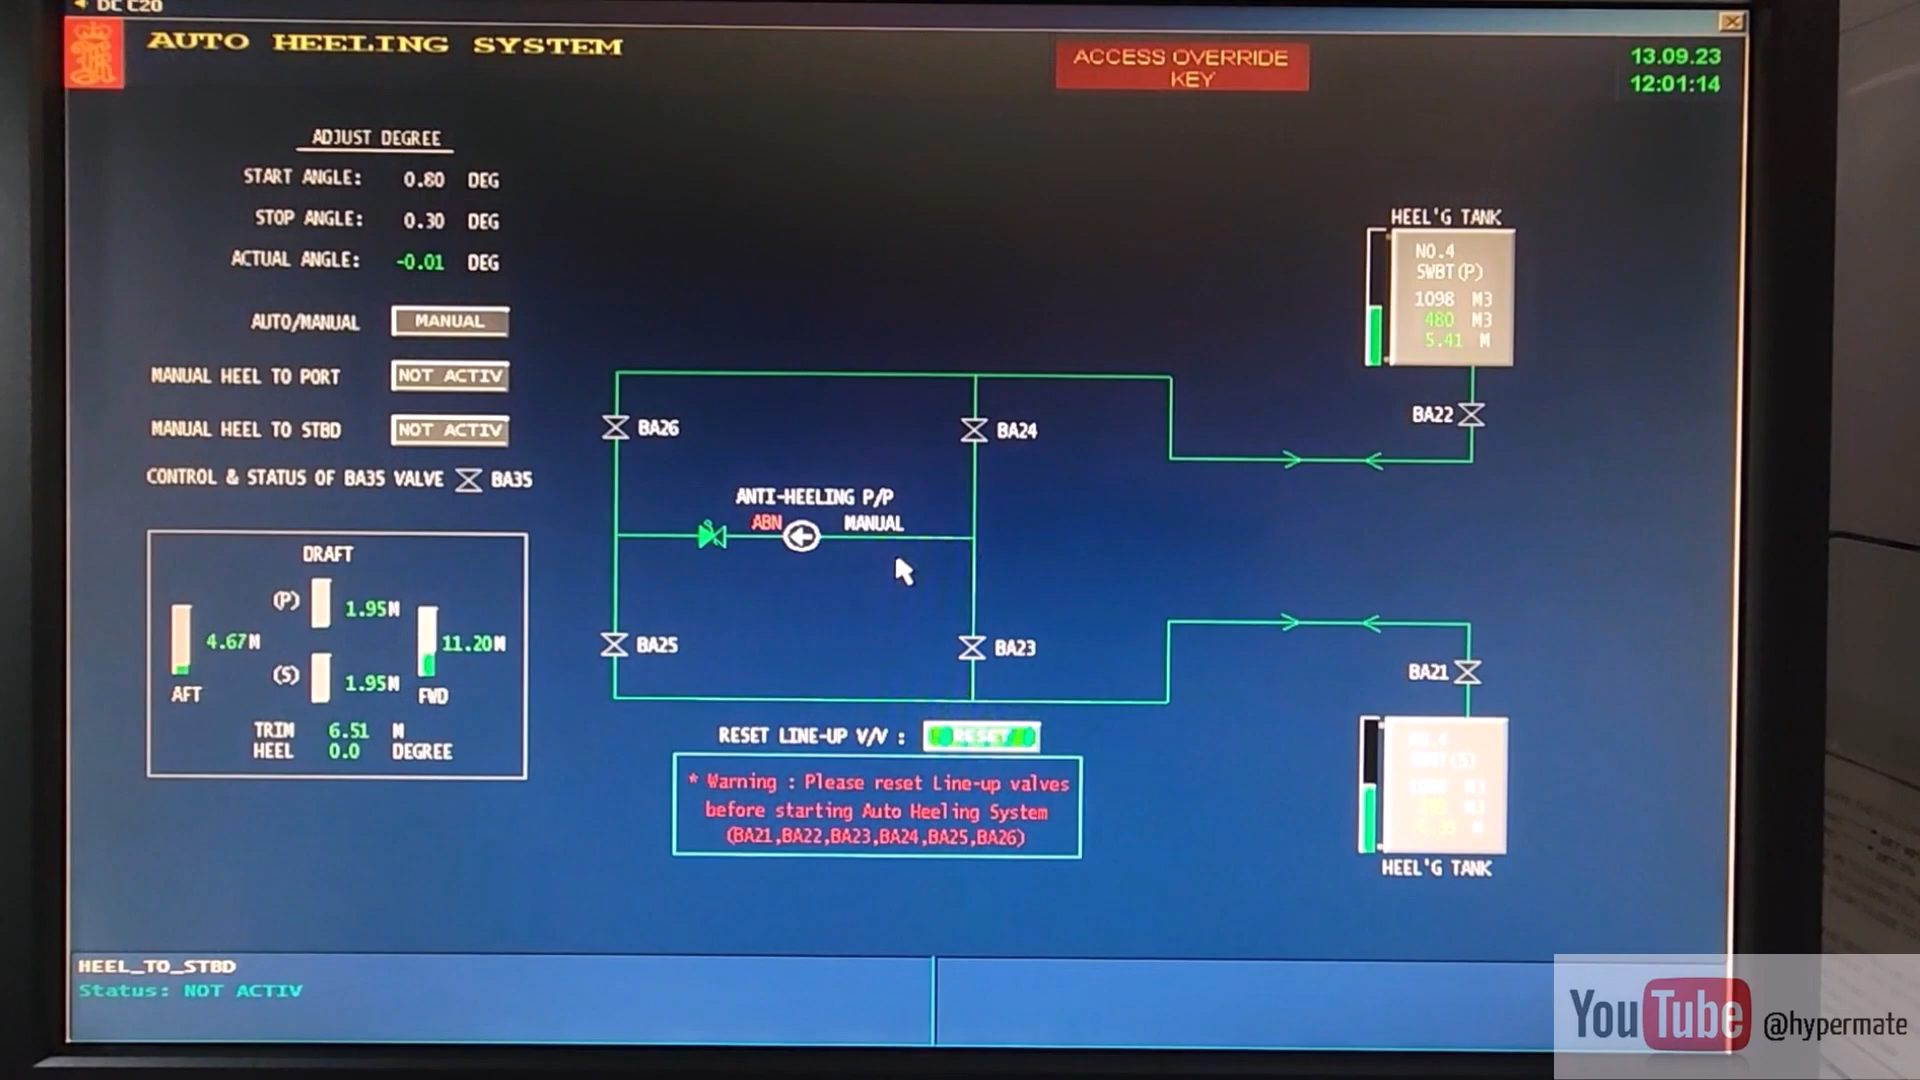 DC C20
AUTO HEELING SYSTEM
ACCESS OVERRIDE
KEY
13.09.23
12:01:14
ADJUST DEGREE
START ANGLE: 0.80 DEG
STOP ANGLE: 0.30 DEG
ACTUAL ANGLE: -0.01 DEG
AUTO/MANUAL MANUAL
MANUAL HEEL TO PORT NOT ACTIV
MANUAL HEEL TO STBD NOT ACTIV
CONTROL & STATUS OF BA35 VALVE BA35
DRAFT
(P) 1.95M
4.67M
11.20M
(S) 1.95M
AFT
FWD
TRIM 6.51 M
HEEL 0.0 DEGREE
BA26
BA24
ANTI-HEELING P/P
ABN MANUAL
BA25
BA23
RESET LINE-UP V/V : RESET
* Warning : Please reset Line-up valves
before starting Auto Heeling System
(BA21,BA22,BA23,BA24,BA25,BA26)
HEEL'G TANK
NO.4
SWBT(P)
1098 M3
480 M3
5.41 M
BA22
BA21
NO.4
M3
M3
M
HEEL'G TANK
HEEL_TO_STBD
Status: NOT ACTIV
YouTube @hypermate